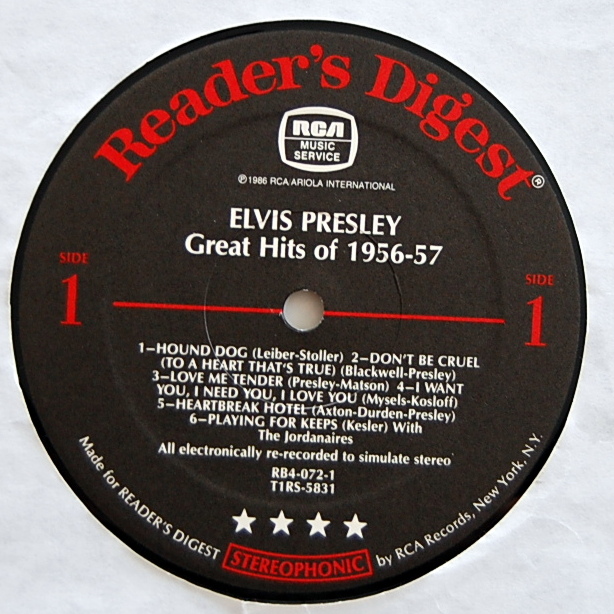 Reader's Digest®
RCA
MUSIC
SERVICE
℗1986 RCA/ARIOLA INTERNATIONAL
ELVIS PRESLEY
Great Hits of 1956-57
SIDE
1
SIDE
1
1–HOUND DOG (Leiber-Stoller) 2–DON'T BE CRUEL
(TO A HEART THAT'S TRUE) (Blackwell-Presley)
3–LOVE ME TENDER (Presley-Matson) 4–I WANT
YOU, I NEED YOU, I LOVE YOU (Mysels-Kosloff)
5–HEARTBREAK HOTEL (Axton-Durden-Presley)
6–PLAYING FOR KEEPS (Kesler) With
The Jordanaires
All electronically re-recorded to simulate stereo
RB4-072-1
T1RS-5831
Made for READER'S DIGEST STEREOPHONIC by RCA Records, New York, N.Y.